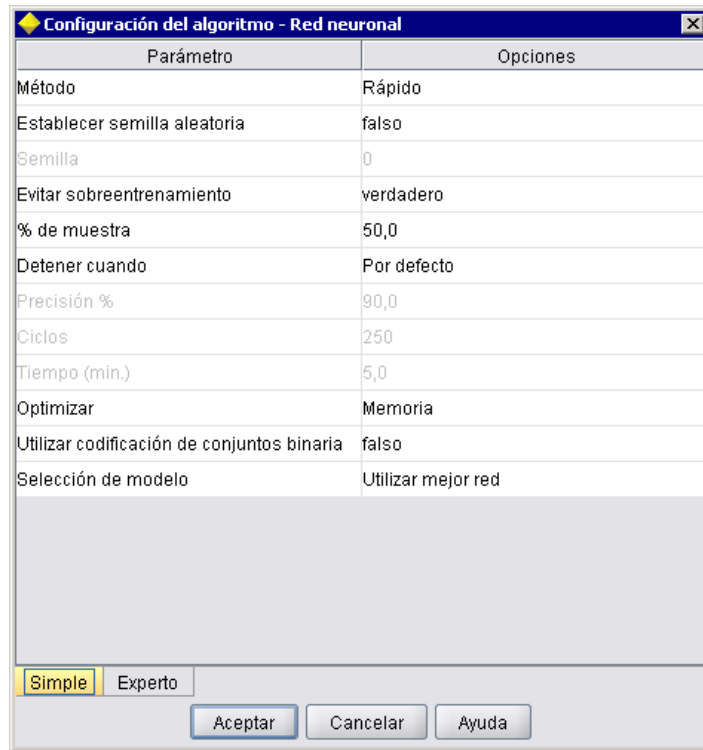 Configuración del algoritmo - Red neuronal
Parámetro Opciones
Método Rápido
Establecer semilla aleatoria falso
Semilla 0
Evitar sobreentrenamiento verdadero
% de muestra 50,0
Detener cuando Por defecto
Precisión % 90,0
Ciclos 250
Tiempo (min.) 5,0
Optimizar Memoria
Utilizar codificación de conjuntos binaria falso
Selección de modelo Utilizar mejor red
Simple Experto
Aceptar Cancelar Ayuda